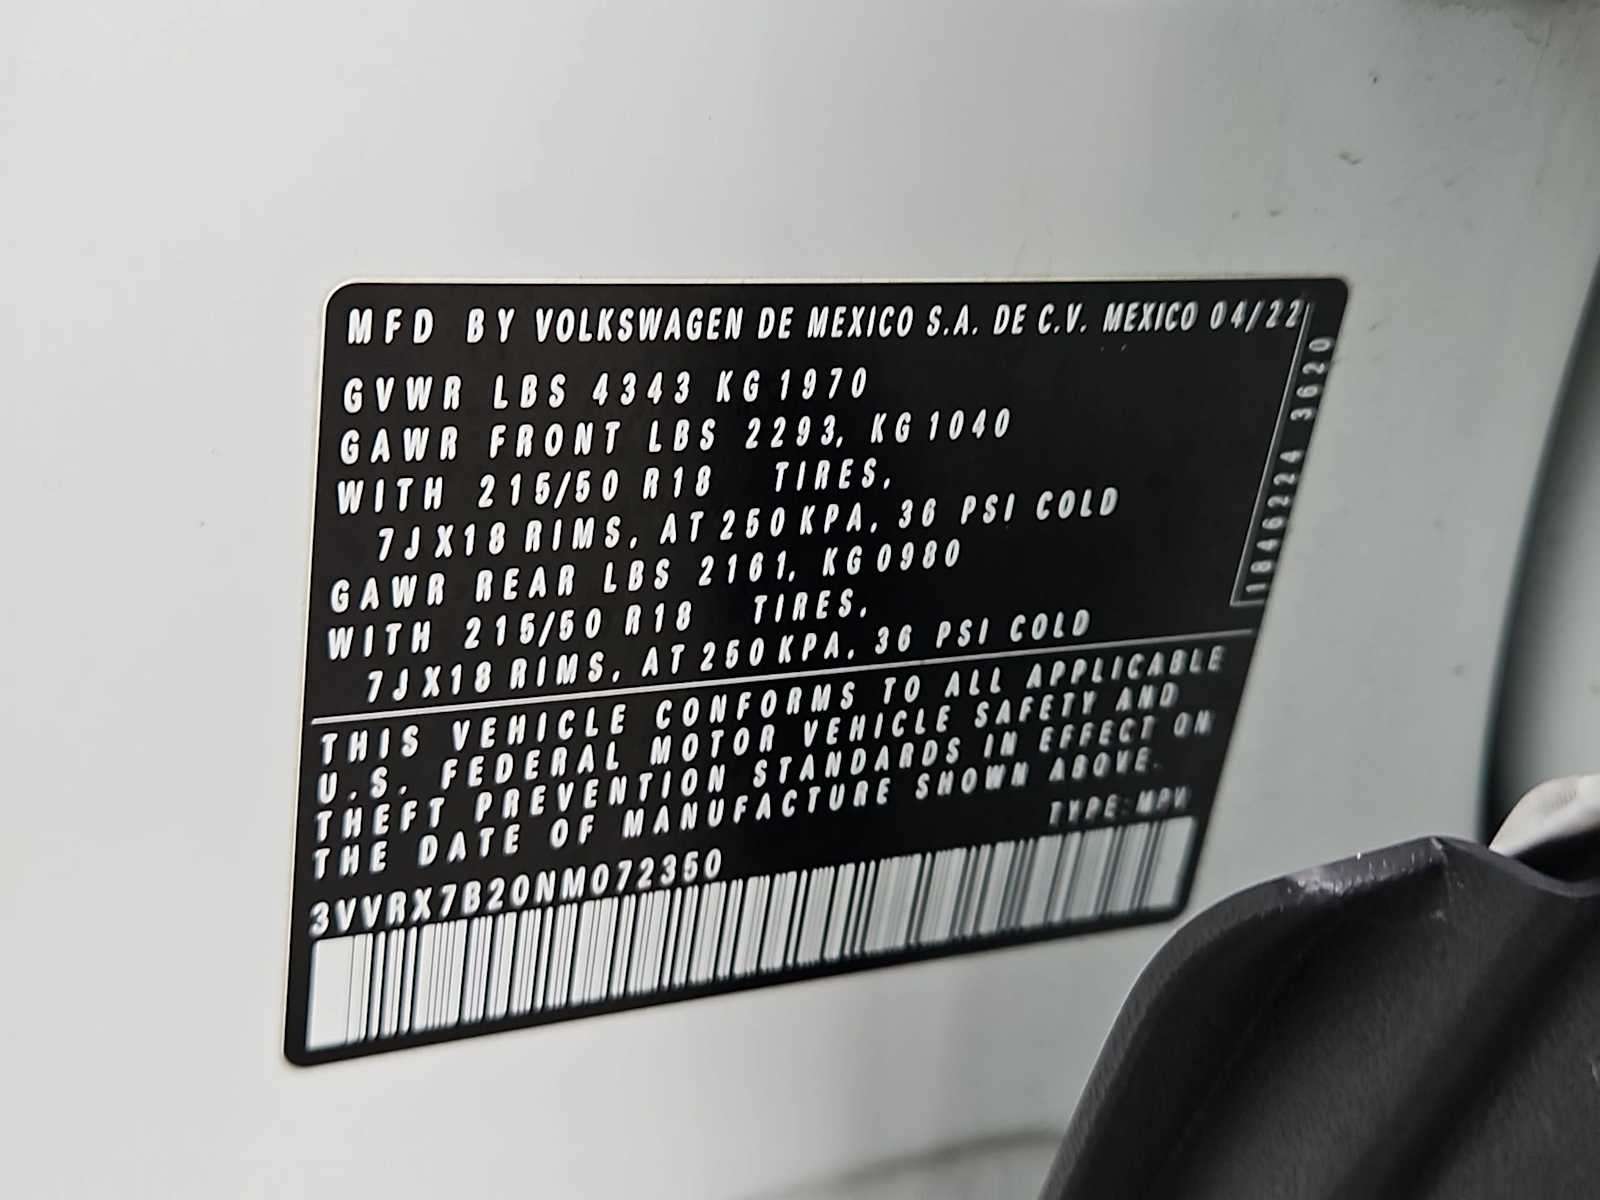 MFD BY VOLKSWAGEN DE MEXICO S.A. DE C.V. MEXICO 04/22
GVWR LBS 4343 KG 1970
GAWR FRONT LBS 2293, KG 1040
WITH 215/50 R18 TIRES,
7JX18 RIMS, AT 250 KPA, 36 PSI COLD
GAWR REAR LBS 2161, KG 0980
WITH 215/50 R18 TIRES,
7JX18 RIMS, AT 250 KPA, 36 PSI COLD
1846224 3620
THIS VEHICLE CONFORMS TO ALL APPLICABLE
U.S. FEDERAL MOTOR VEHICLE SAFETY AND
THEFT PREVENTION STANDARDS IN EFFECT ON
THE DATE OF MANUFACTURE SHOWN ABOVE.
TYPE: MPV
3VVRX7B20NM072350